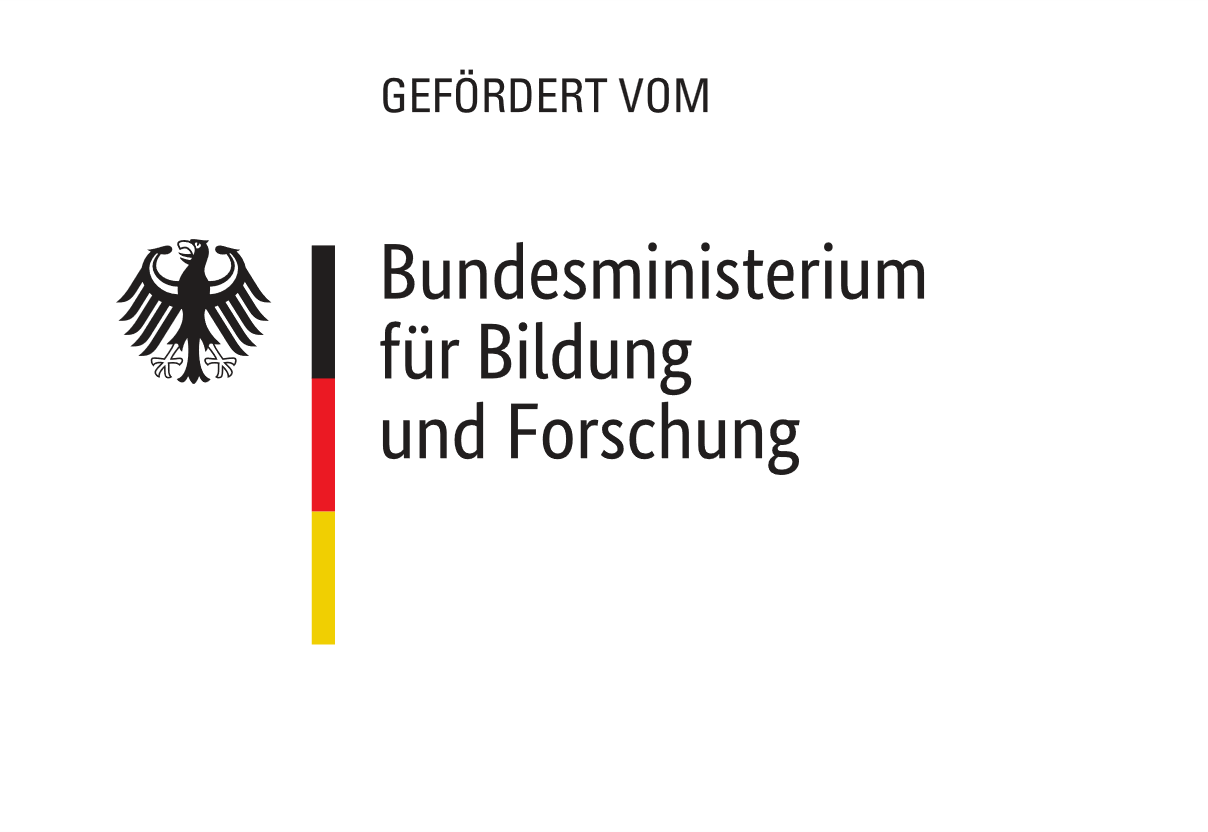 GEFÖRDERT VOM
Bundesministerium
für Bildung
und Forschung